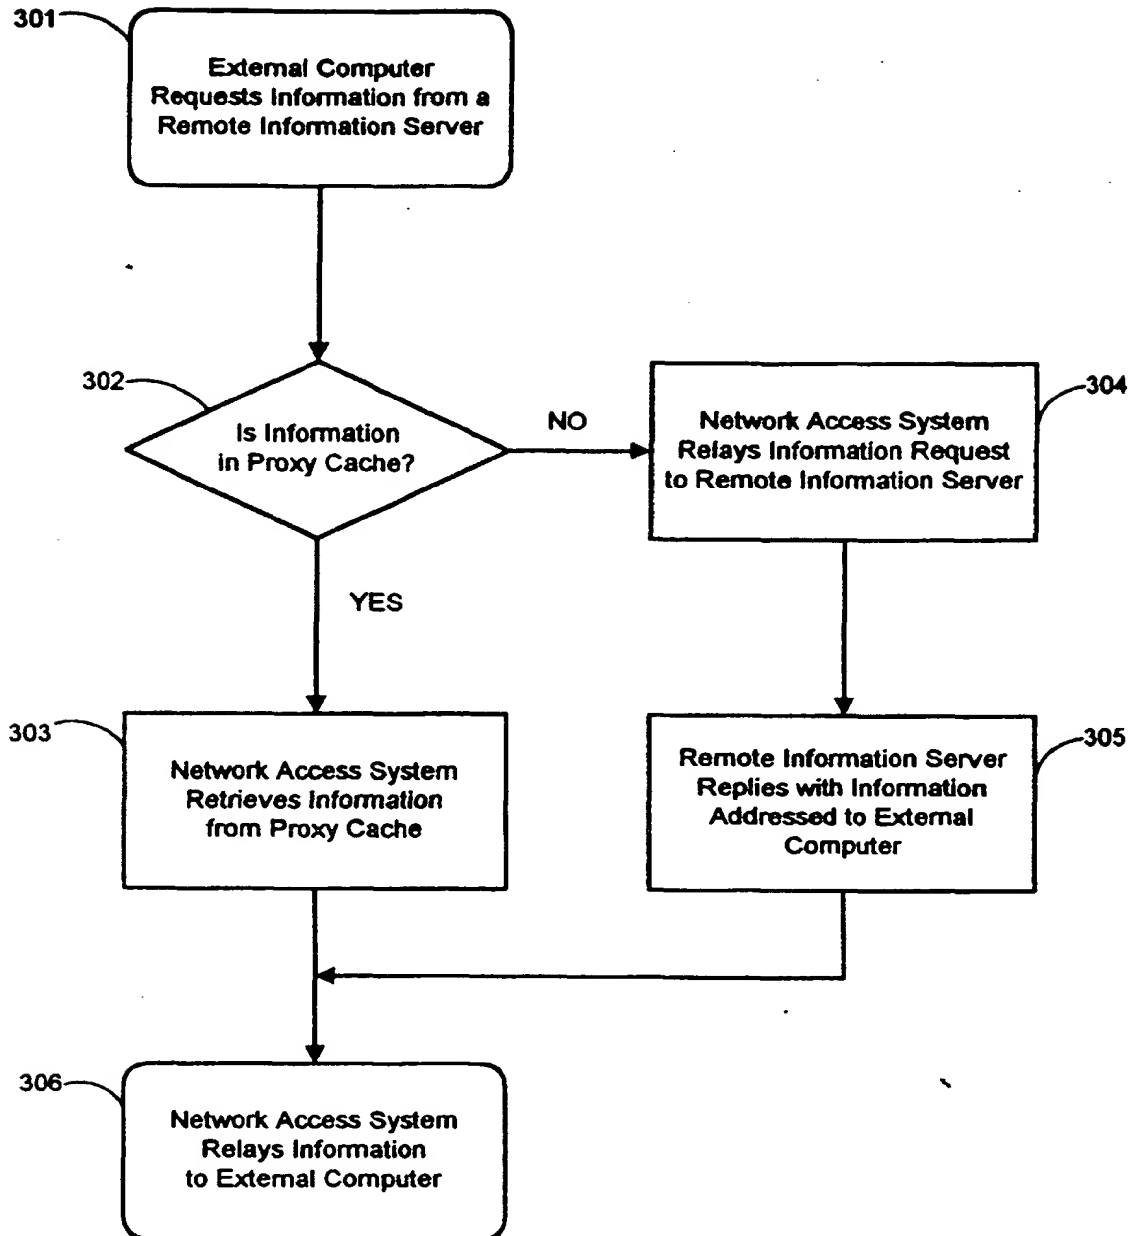 301
External Computer
Requests Information from a
Remote Information Server
302
Is Information
in Proxy Cache?
NO
304
Network Access System
Relays Information Request
to Remote Information Server
YES
303
Network Access System
Retrieves Information
from Proxy Cache
305
Remote Information Server
Replies with Information
Addressed to External
Computer
306
Network Access System
Relays Information
to External Computer